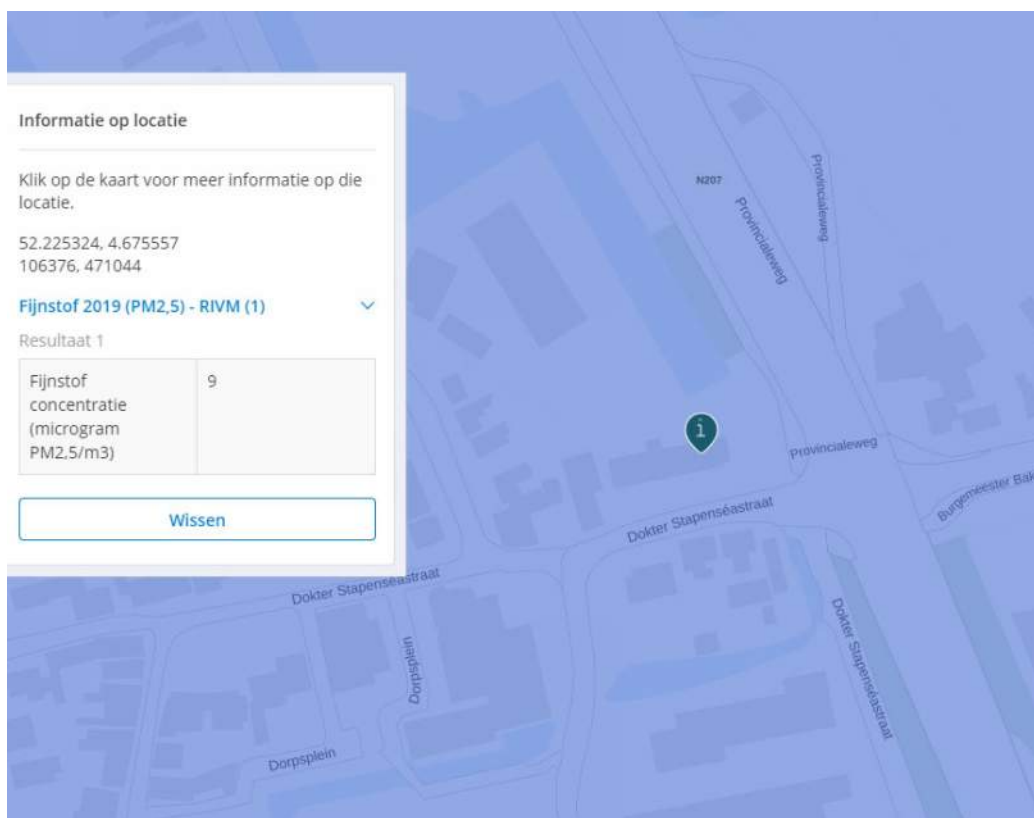 Informatie op locatie
Klik op de kaart voor meer informatie op die
locatie.
52.225324, 4.675557
106376, 471044
Fijnstof 2019 (PM2,5) - RIVM (1)
Resultaat 1
Fijnstof
concentratie
(microgram
PM2,5/m3)
9
Wissen
N207
Provincialeweg
Provincialeweg
Provincialeweg
Burgemeester Bak
Dokter Stapenséastraat
Dokter Stapenséastraat
Dokter Stapenséastraat
Dorpsplein
Dorpsplein